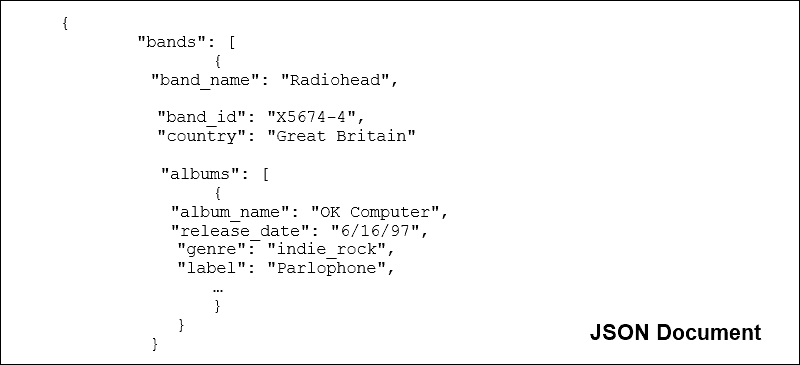 {
"bands": [
{
"band_name": "Radiohead",
"band_id": "X5674-4",
"country": "Great Britain"
"albums": [
{
"album_name": "OK Computer",
"release_date": "6/16/97",
"genre": "indie_rock",
"label": "Parlophone",
…
}
}
}
JSON Document